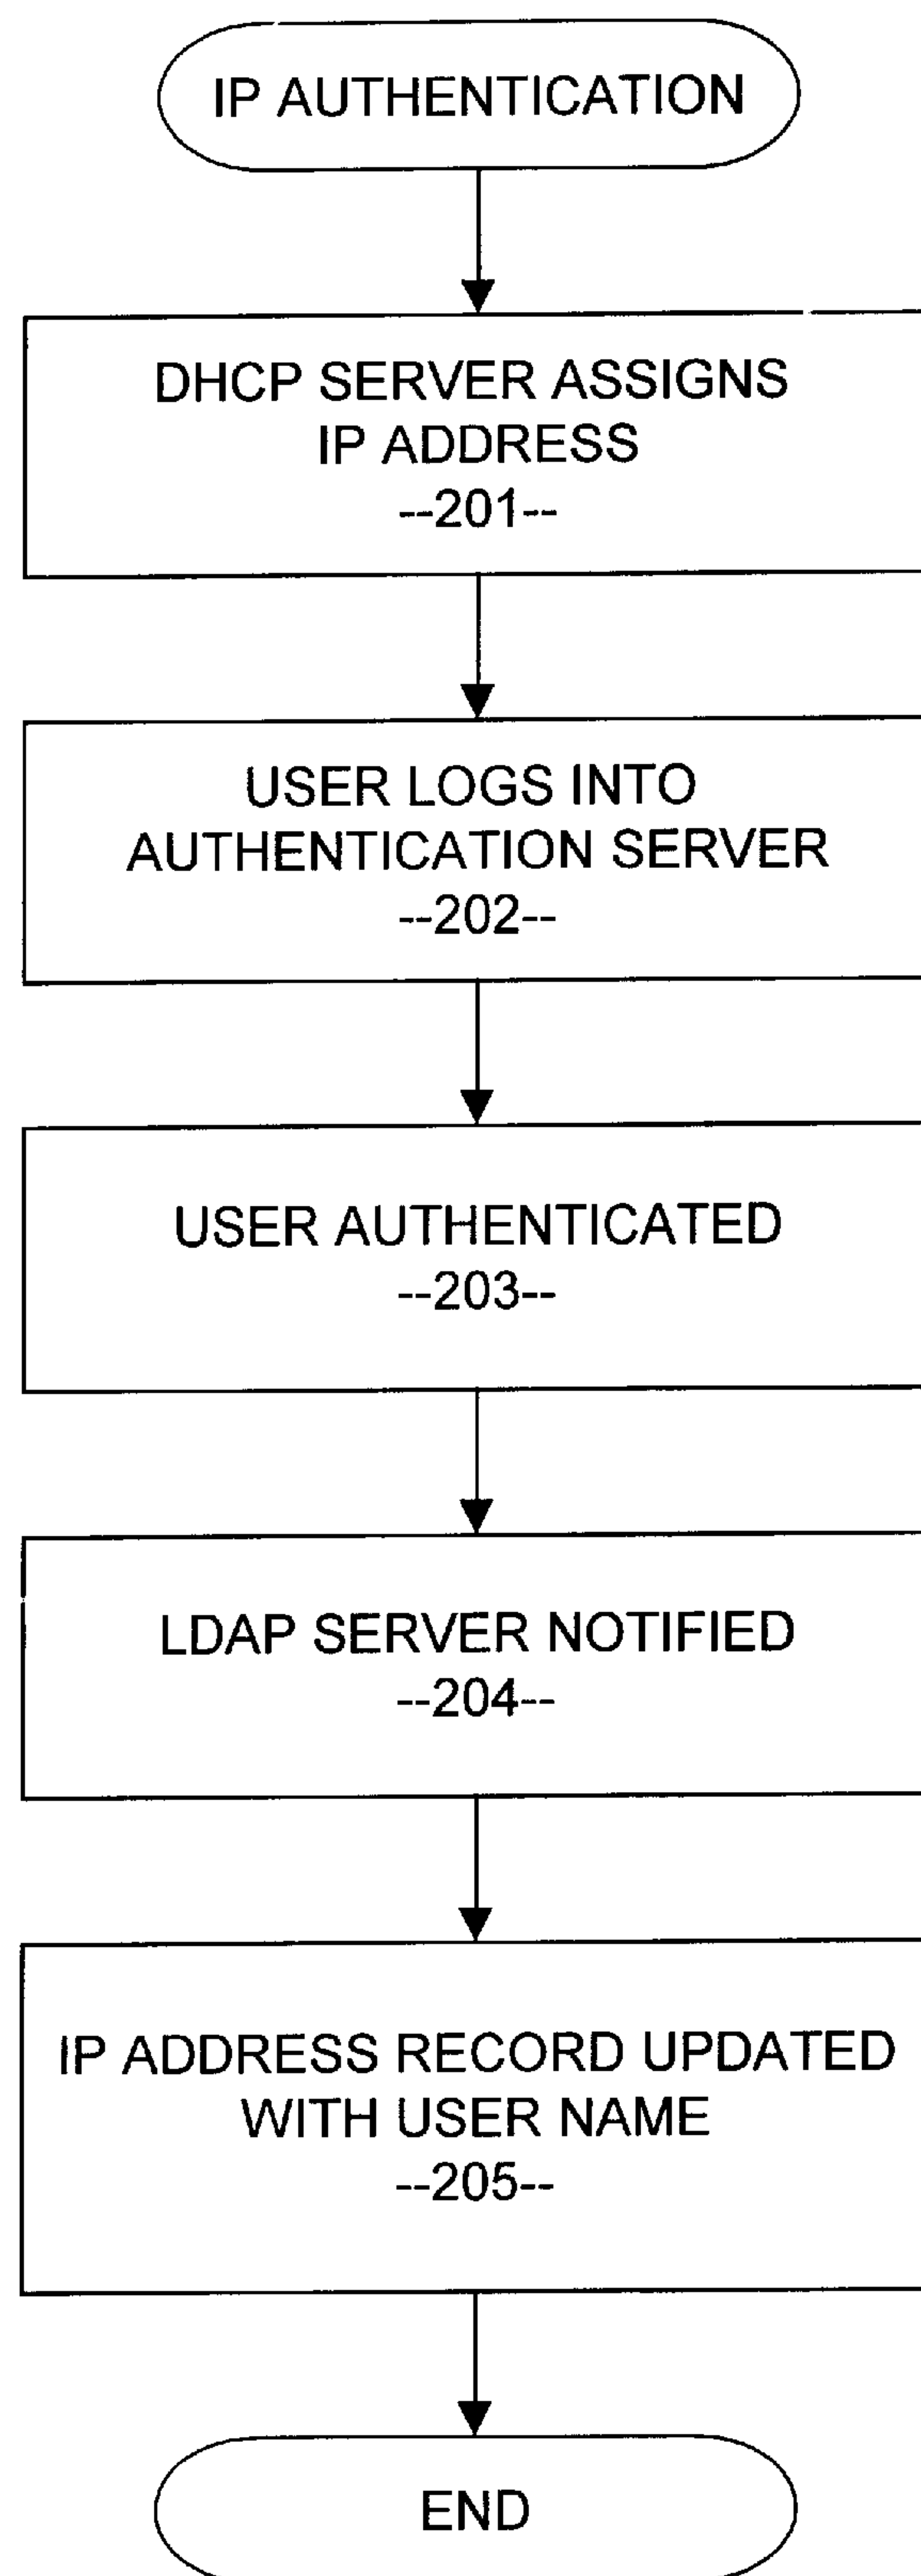 IP AUTHENTICATION
DHCP SERVER ASSIGNS
IP ADDRESS
--201--
USER LOGS INTO
AUTHENTICATION SERVER
--202--
USER AUTHENTICATED
--203--
LDAP SERVER NOTIFIED
--204--
IP ADDRESS RECORD UPDATED
WITH USER NAME
--205--
END